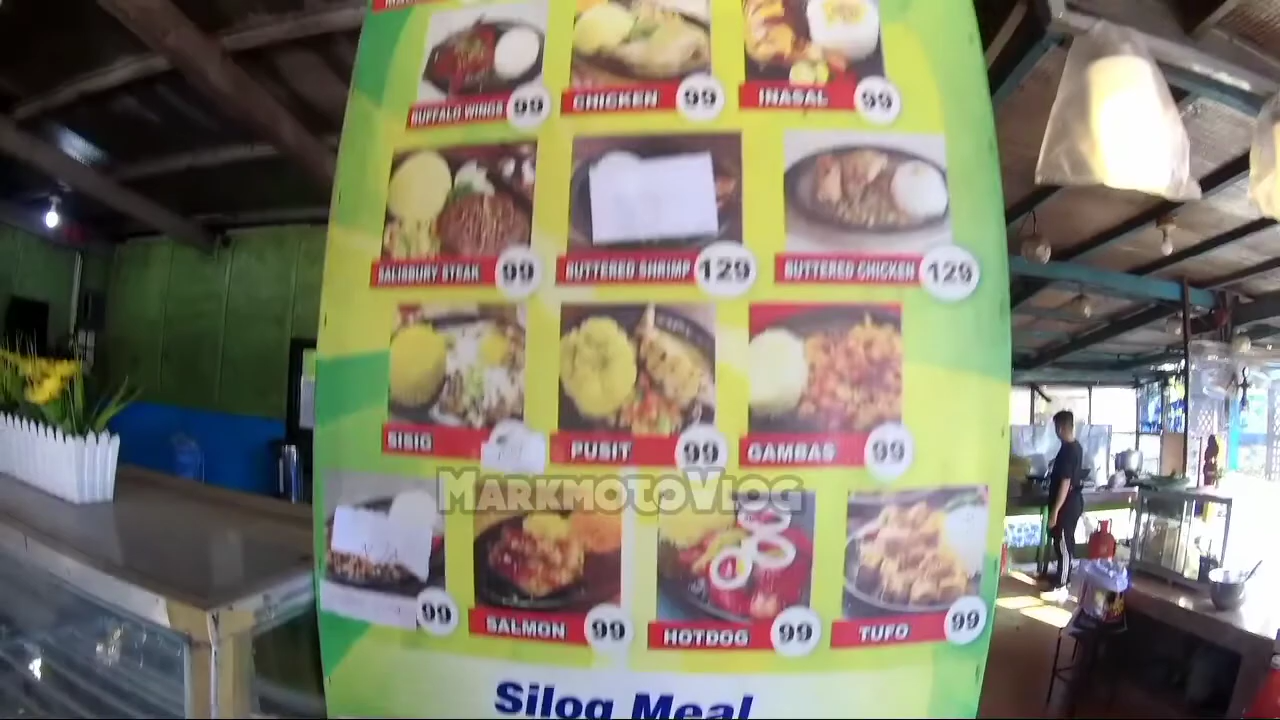 BUFFALO WINGS 99
CHICKEN 99
INASAL 99
SALISBURY STEAK 99
BUTTERED SHRIMP 129
BUTTERED CHICKEN 129
SISIG
PUSIT 99
GAMBAS 99
MARKMOTOVLOG
99
SALMON 99
HOTDOG 99
TUFO 99
Silog Meal